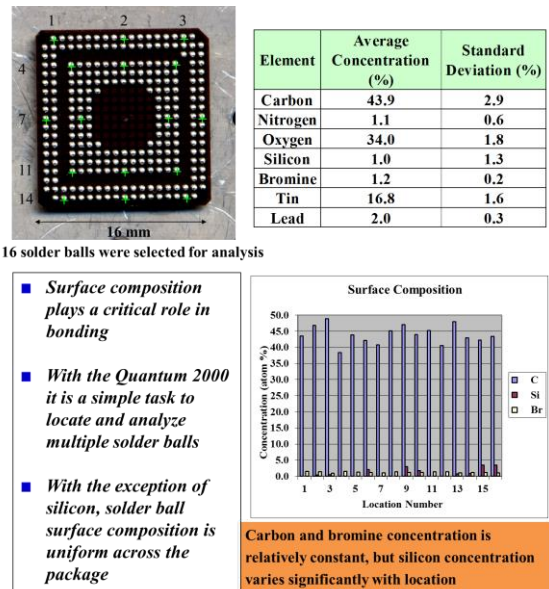 1 2 3
4
7
11
14
16 mm
16 solder balls were selected for analysis
Element Average Concentration (%) Standard Deviation (%)
Carbon 43.9 2.9
Nitrogen 1.1 0.6
Oxygen 34.0 1.8
Silicon 1.0 1.3
Bromine 1.2 0.2
Tin 16.8 1.6
Lead 2.0 0.3
■ Surface composition
plays a critical role in
bonding
■ With the Quantum 2000
it is a simple task to
locate and analyze
multiple solder balls
■ With the exception of
silicon, solder ball
surface composition is
uniform across the
package
Surface Composition
Concentration (atom %)
50.0
45.0
40.0
35.0
30.0
25.0
20.0
15.0
10.0
5.0
0.0
1 3 5 7 9 11 13 15
Location Number
C
Si
Br
Carbon and bromine concentration is
relatively constant, but silicon concentration
varies significantly with location